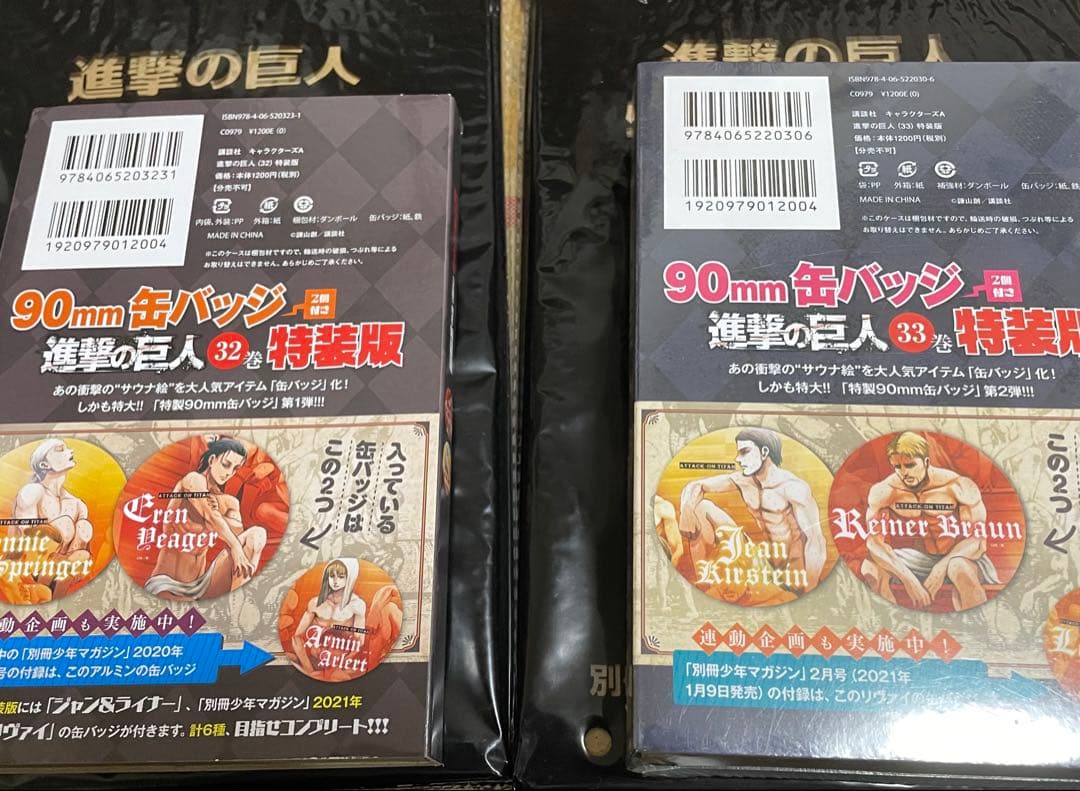 進撃の巨人
ISBN978-4-06-520323-1
C0979 ¥1200E (0)
9784065203231
1920979012004
講談社 キャラクターズA
進撃の巨人 (32) 特装版
価格：本体1200円(税別)
【分売不可】
内袋、外装：PP 外箱：紙 梱包材：ダンボール 缶バッジ：紙、鉄
MADE IN CHINA ©諫山創／講談社
※このケースは梱包材ですので、輸送時の破損、つぶれ等による
お取り替えはできません。あらかじめご了承ください。
90mm 缶バッジ 2個付き
進撃の巨人 32巻 特装版
あの衝撃の“サウナ絵”を大人気アイテム「缶バッジ」化！
しかも特大!! 「特製90mm缶バッジ」第1弾!!!
入っている
缶バッジは
この2つ
Springer
ATTACK ON TITAN
Eren
Yeager
ATTACK ON TITAN
Armin
Arlert
動企画も実施中！
中の「別冊少年マガジン」2020年
号の付録は、このアルミンの缶バッジ
装版には「ジャン&ライナー」、「別冊少年マガジン」2021年
ヴァイ」の缶バッジが付きます。計6種、目指せコンプリート!!!
進撃の巨人
ISBN978-4-06-522030-6
C0979 ¥1200E (0)
9784065220306
1920979012004
講談社 キャラクターズA
進撃の巨人 (33) 特装版
価格：本体1200円(税別)
【分売不可】
袋：PP 外箱：紙 補強材：ダンボール 缶バッジ：紙、鉄
MADE IN CHINA ©諫山創／講談社
※このケースは梱包材ですので、輸送時の破損、つぶれ等による
お取り替えはできません。あらかじめご了承ください。
90mm 缶バッジ 2個付き
進撃の巨人 33巻 特装版
あの衝撃の“サウナ絵”を大人気アイテム「缶バッジ」化！
しかも特大!! 「特製90mm缶バッジ」第2弾!!!
この2つ
ATTACK ON TITAN
Jean
Kirstein
ATTACK ON TITAN
Reiner Braun
連動企画も実施中！
「別冊少年マガジン」2月号（2021年
1月9日発売）の付録は、このリヴァイの缶バッジ
別